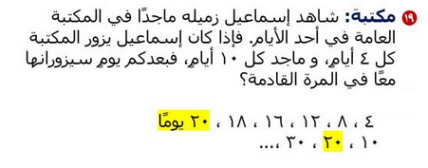 ١٩ مكتبة: شاهد إسماعيل زميله ماجدًا في المكتبة
العامة في أحد الأيام. فإذا كان إسماعيل يزور المكتبة
كل ٤ أيام، و ماجد كل ١٠ أيام، فبعدكم يوم سيزورانها
معًا في المرة القادمة؟
٤ ، ٨ ، ١٢ ، ١٦ ، ١٨ ، ٢٠ يومًا
١٠ ، ٢٠ ، ٣٠ ،....